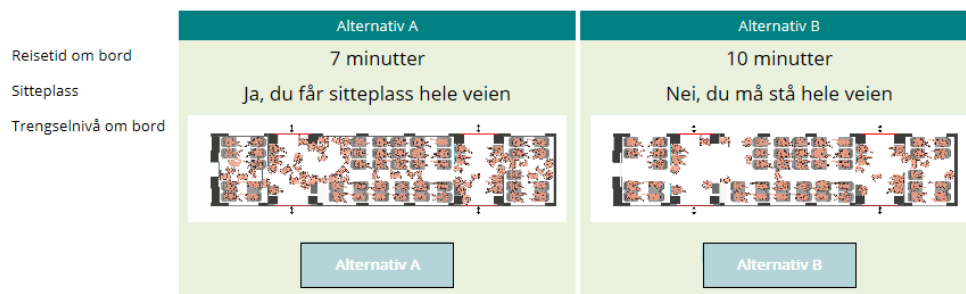 Alternativ A
Alternativ B
Reisetid om bord
7 minutter
10 minutter
Sitteplass
Ja, du får sitteplass hele veien
Nei, du må stå hele veien
Trengselnivå om bord
Alternativ A
Alternativ B